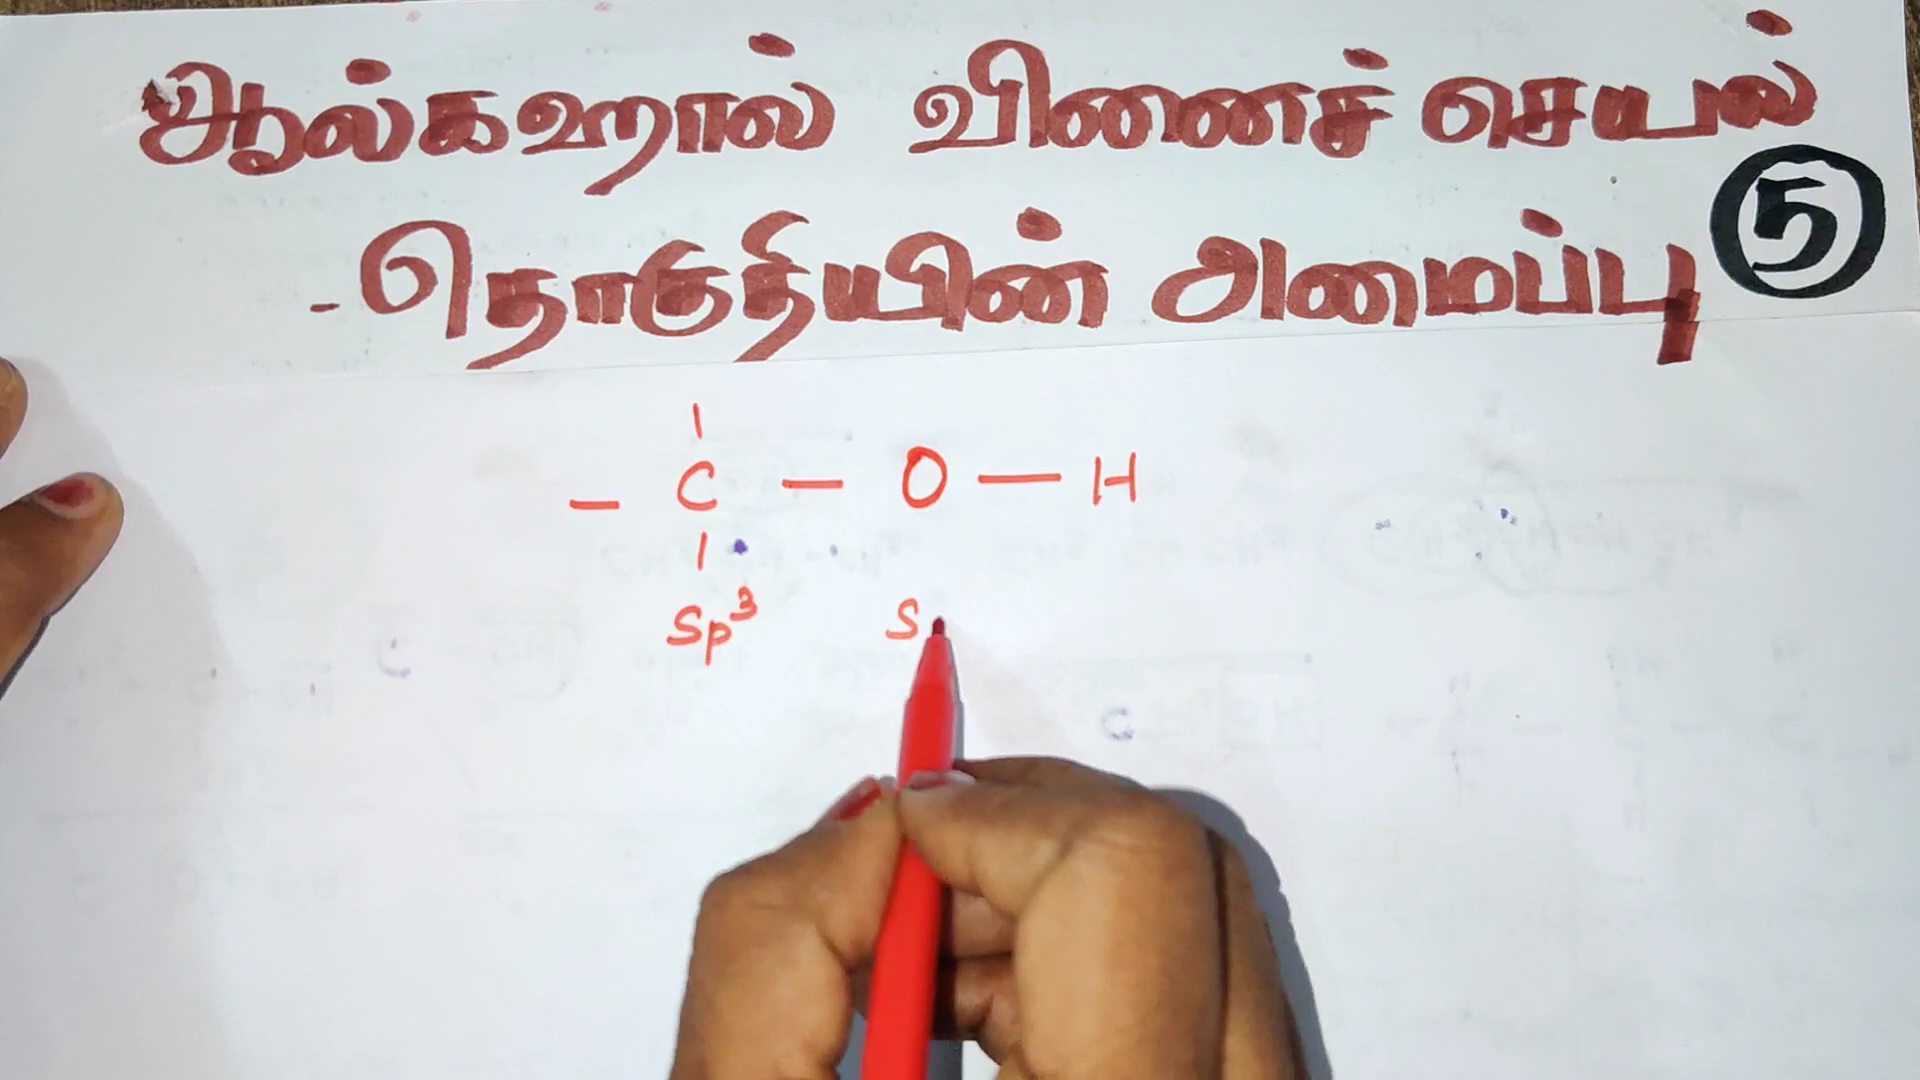 ஆல்கஹால் வினைச் செயல்
- தொகுதியின் அமைப்பு 5
– C – O – H
Sp³ S